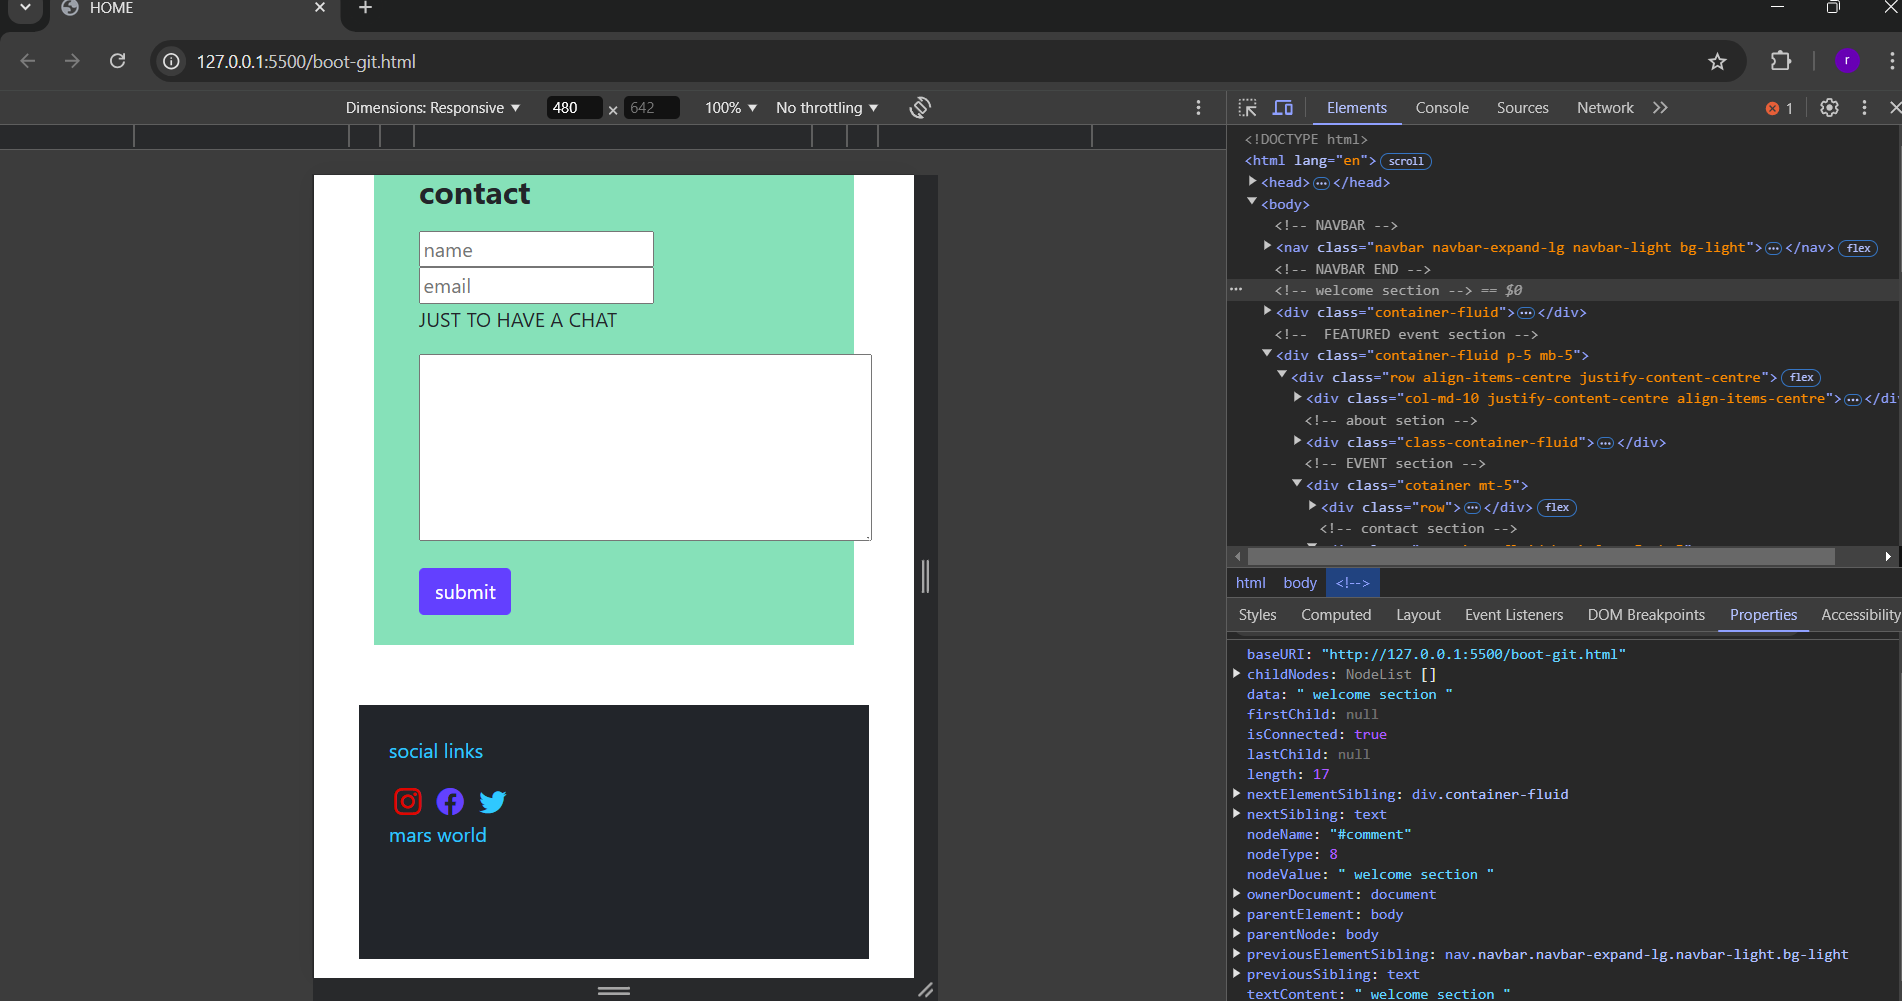 HOME
127.0.0.1:5500/boot-git.html
r
Dimensions: Responsive 480 × 642 100% No throttling
Elements Console Sources Network 1
contact
name
email
JUST TO HAVE A CHAT
submit
social links
mars world
<!DOCTYPE html>
<html lang="en"> scroll
<head> ⋯ </head>
<body>
<!-- NAVBAR -->
<nav class="navbar navbar-expand-lg navbar-light bg-light"> ⋯ </nav> flex
<!-- NAVBAR END -->
<!-- welcome section --> == $0
<div class="container-fluid"> ⋯ </div>
<!--  FEATURED event section -->
<div class="container-fluid p-5 mb-5">
<div class="row align-items-centre justify-content-centre"> flex
<div class="col-md-10 justify-content-centre align-items-centre"> ⋯ </di
<!-- about setion -->
<div class="class-container-fluid"> ⋯ </div>
<!-- EVENT section -->
<div class="cotainer mt-5">
<div class="row"> ⋯ </div> flex
<!-- contact section -->
html body <!-->
Styles Computed Layout Event Listeners DOM Breakpoints Properties Accessibility
baseURI: "http://127.0.0.1:5500/boot-git.html"
childNodes: NodeList []
data: " welcome section "
firstChild: null
isConnected: true
lastChild: null
length: 17
nextElementSibling: div.container-fluid
nextSibling: text
nodeName: "#comment"
nodeType: 8
nodeValue: " welcome section "
ownerDocument: document
parentElement: body
parentNode: body
previousElementSibling: nav.navbar.navbar-expand-lg.navbar-light.bg-light
previousSibling: text
textContent: " welcome section "